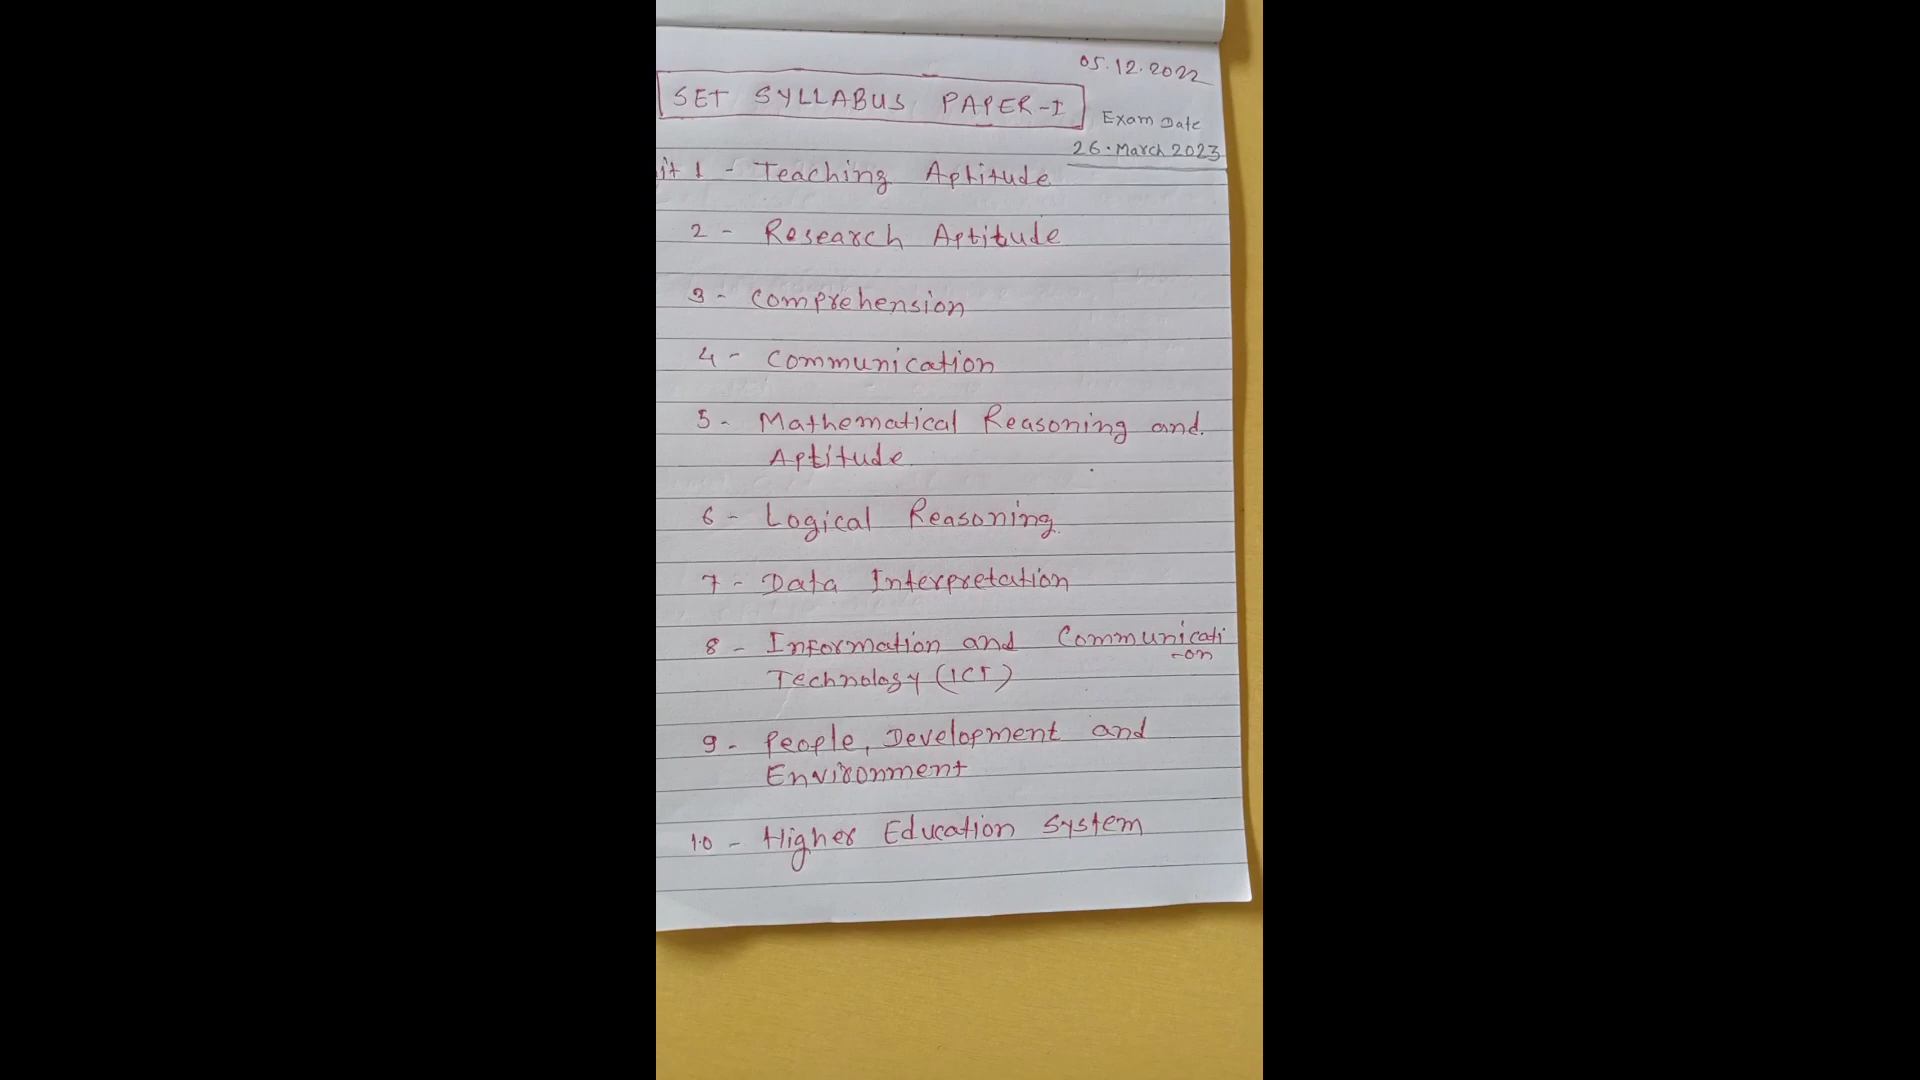 05.12.2022
SET SYLLABUS PAPER-I
Exam Date
26. March 2023
it 1 - Teaching Aptitude
2 - Research Aptitude
3 - Comprehension
4 - Communication
5 - Mathematical Reasoning and
Aptitude
6 - Logical Reasoning
7 - Data Interpretation
8 - Information and Communicati
-on
Technology (ICT)
9 - People, Development and
Environment
10 - Higher Education System